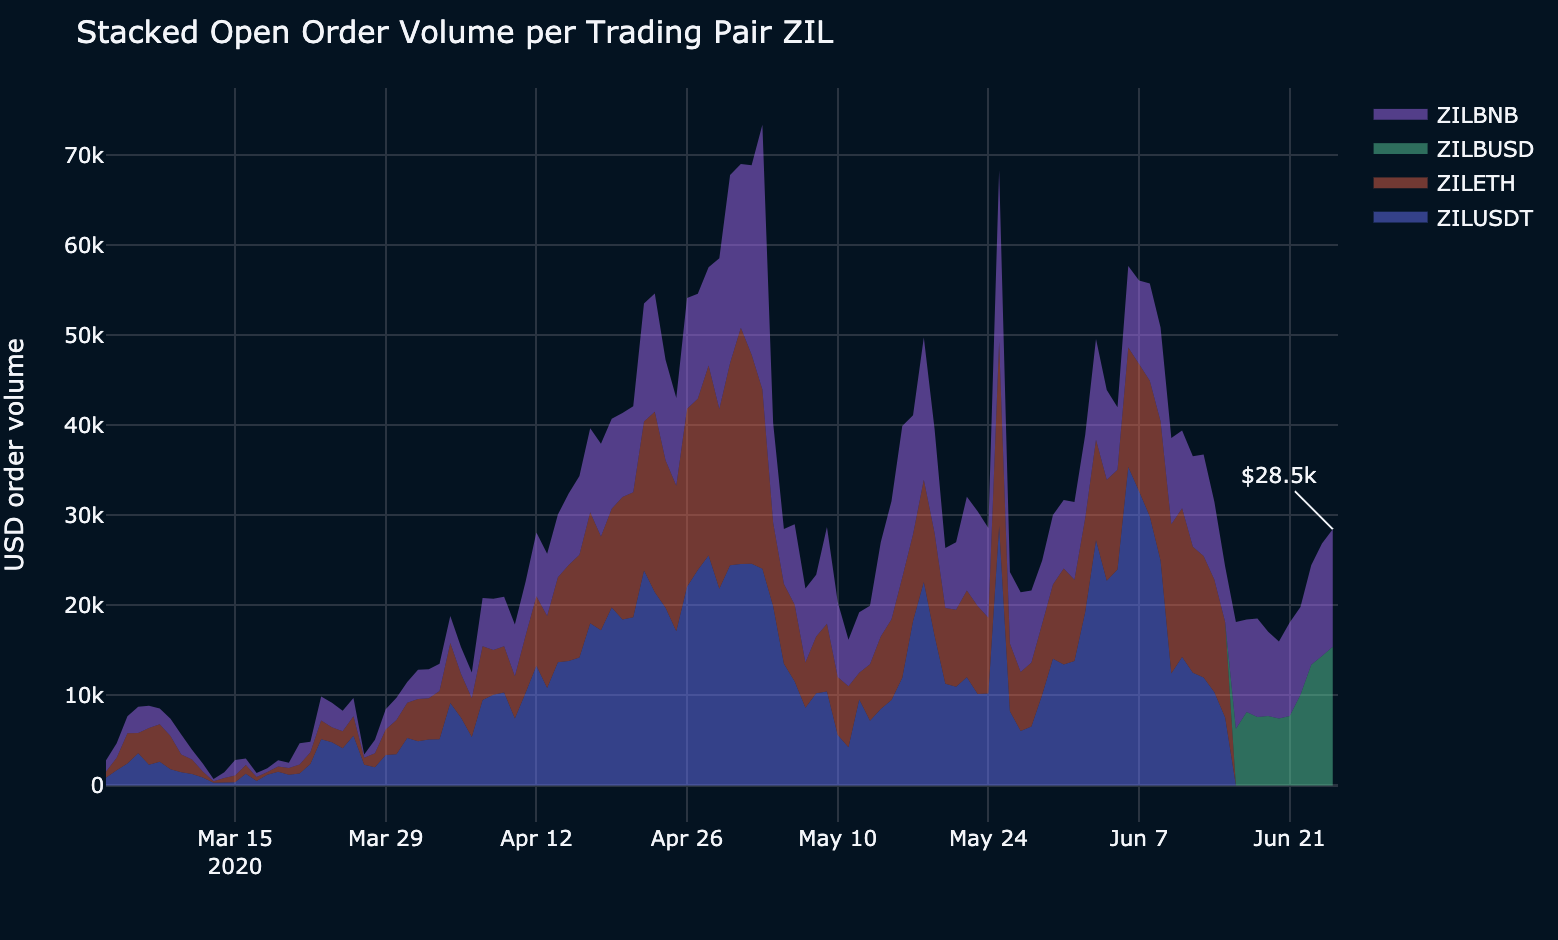 Stacked Open Order Volume per Trading Pair ZIL
ZILBNB
ZILBUSD
ZILETH
ZILUSDT
USD order volume
70k
60k
50k
40k
30k
20k
10k
0
$28.5k
Mar 15
2020
Mar 29
Apr 12
Apr 26
May 10
May 24
Jun 7
Jun 21